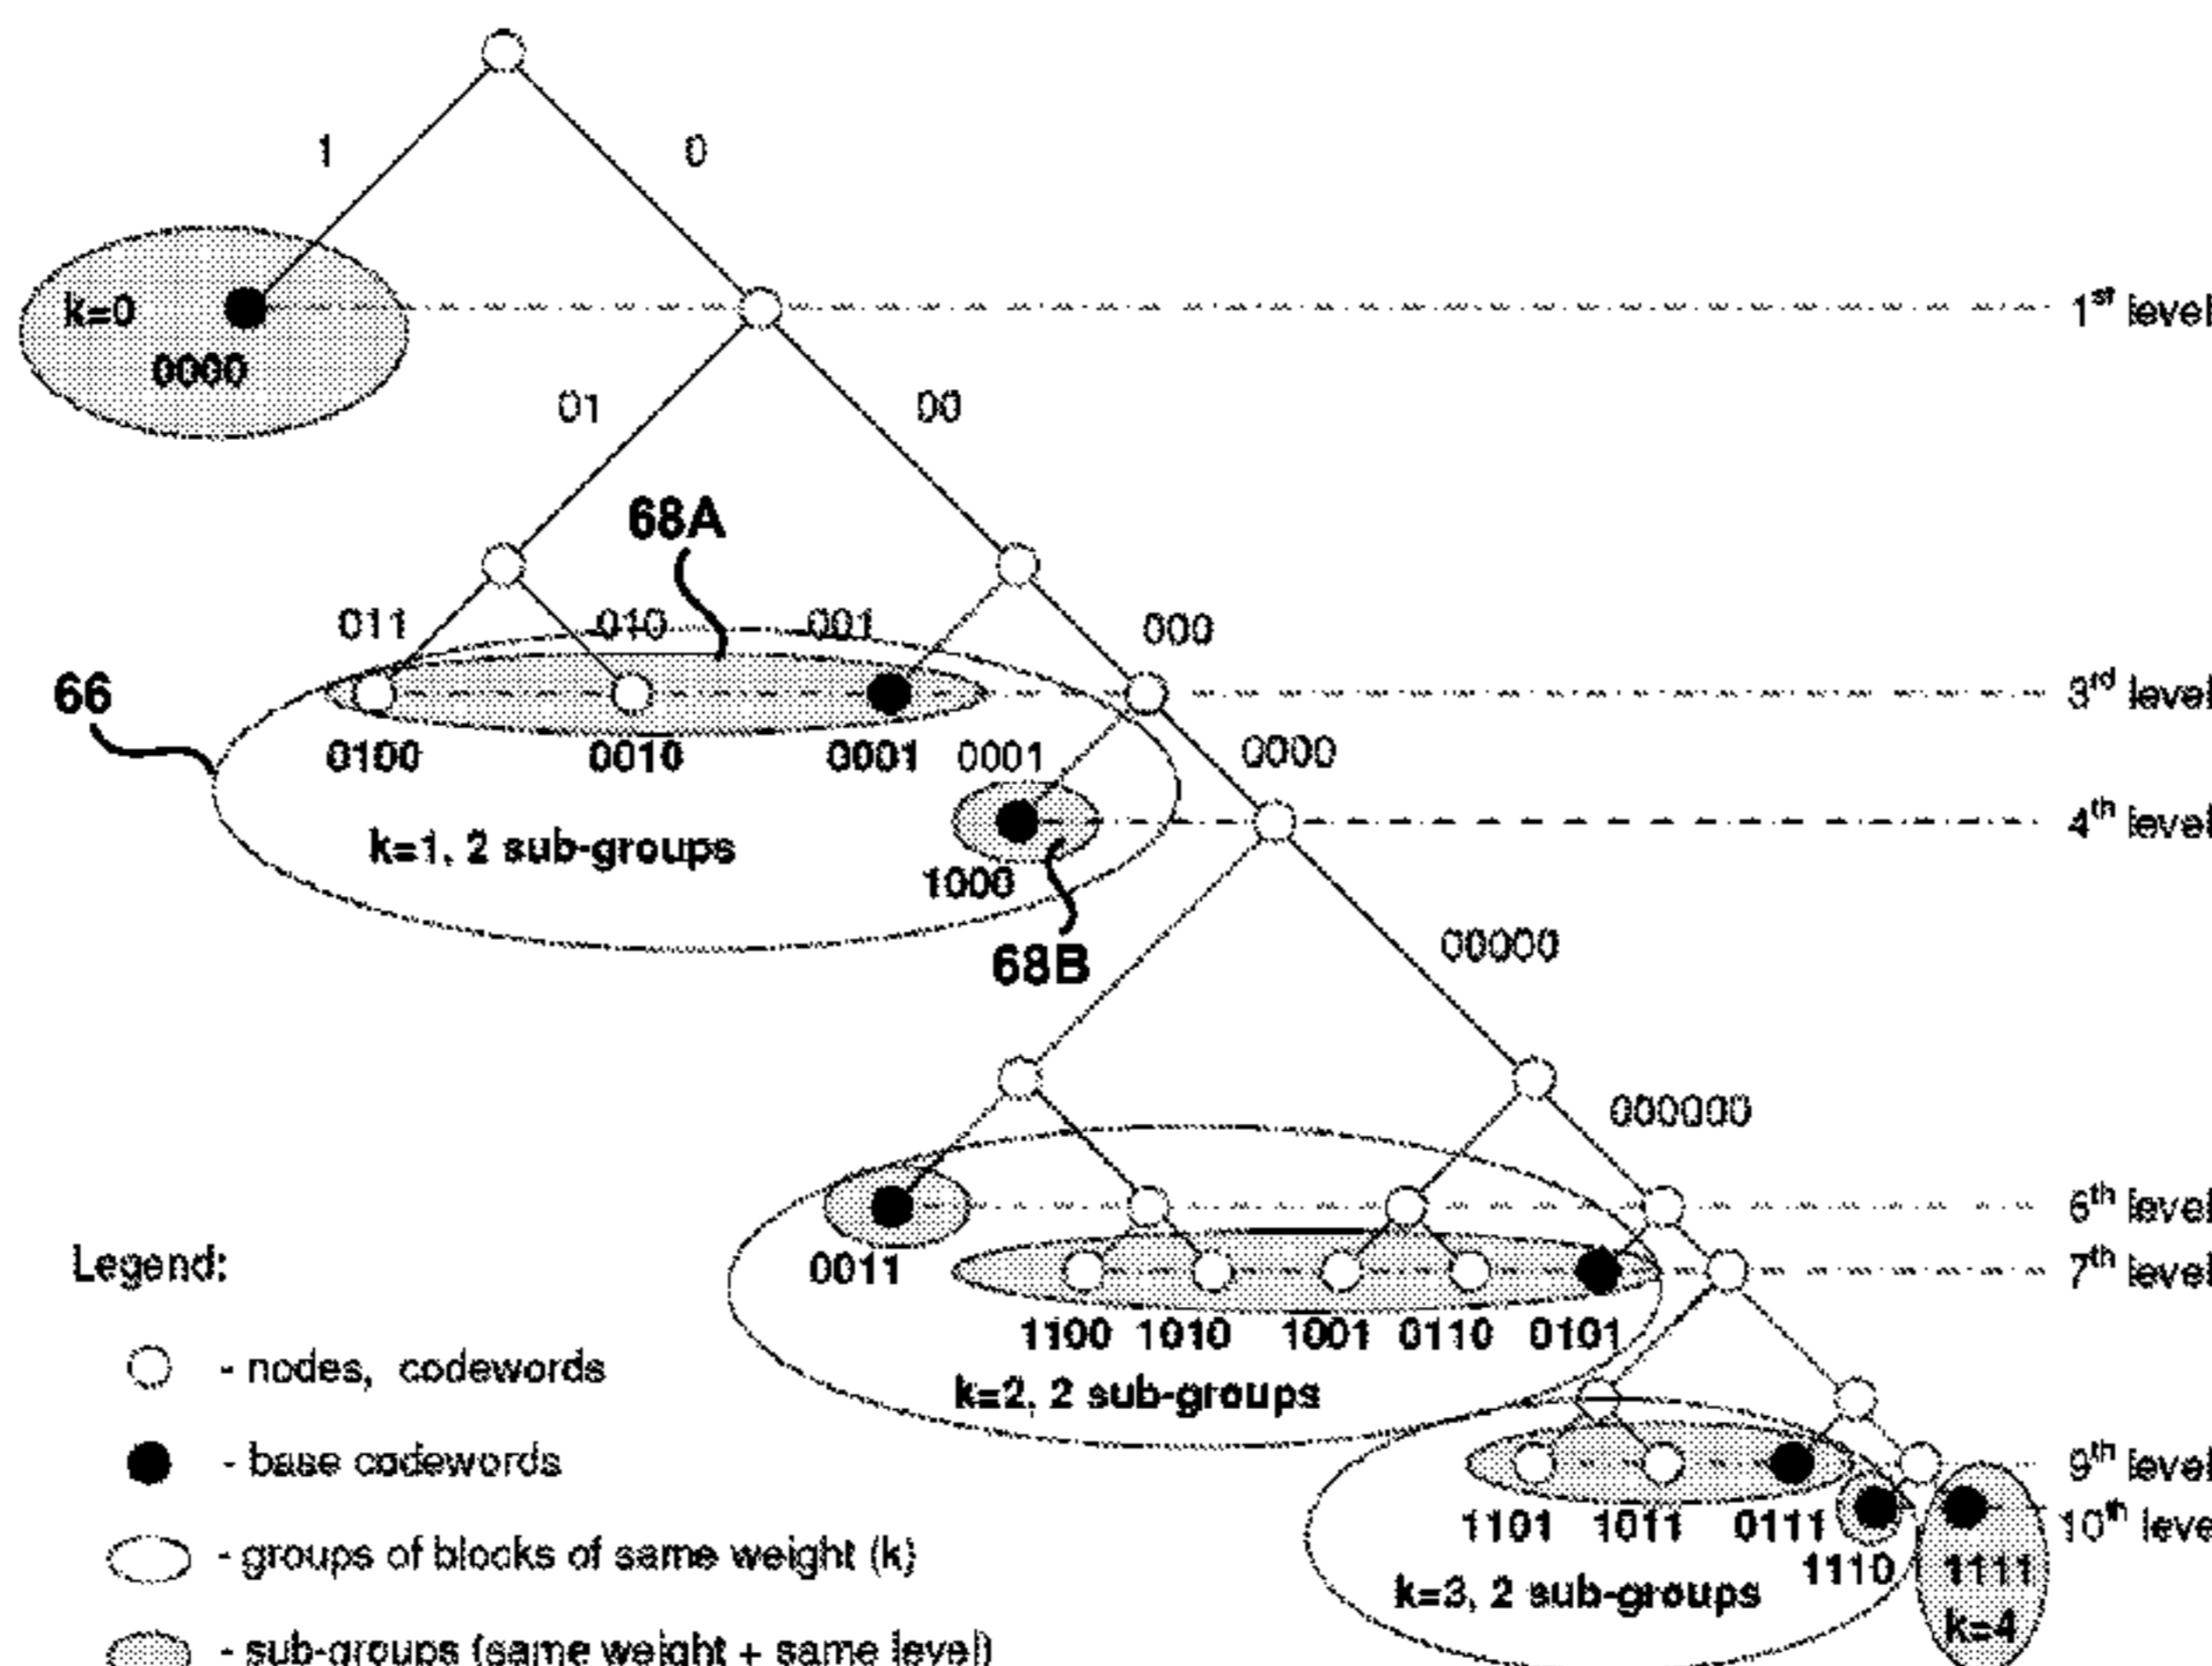 1
0
k=0
0000
1st level
01
00
68A
011
010
001
000
66
3rd level
0100
0010
0001
0001
0000
k=1, 2 sub-groups
4th level
1000
68B
00000
000000
6th level
0011
7th level
1100 1010 1001 0110 0101
k=2, 2 sub-groups
9th level
1101 1011 0111
10th leve
1110
1111
k=3, 2 sub-groups
k=4
Legend:
- nodes, codewords
- base codewords
- groups of blocks of same weight (k)
- sub-groups (same weight + same level)